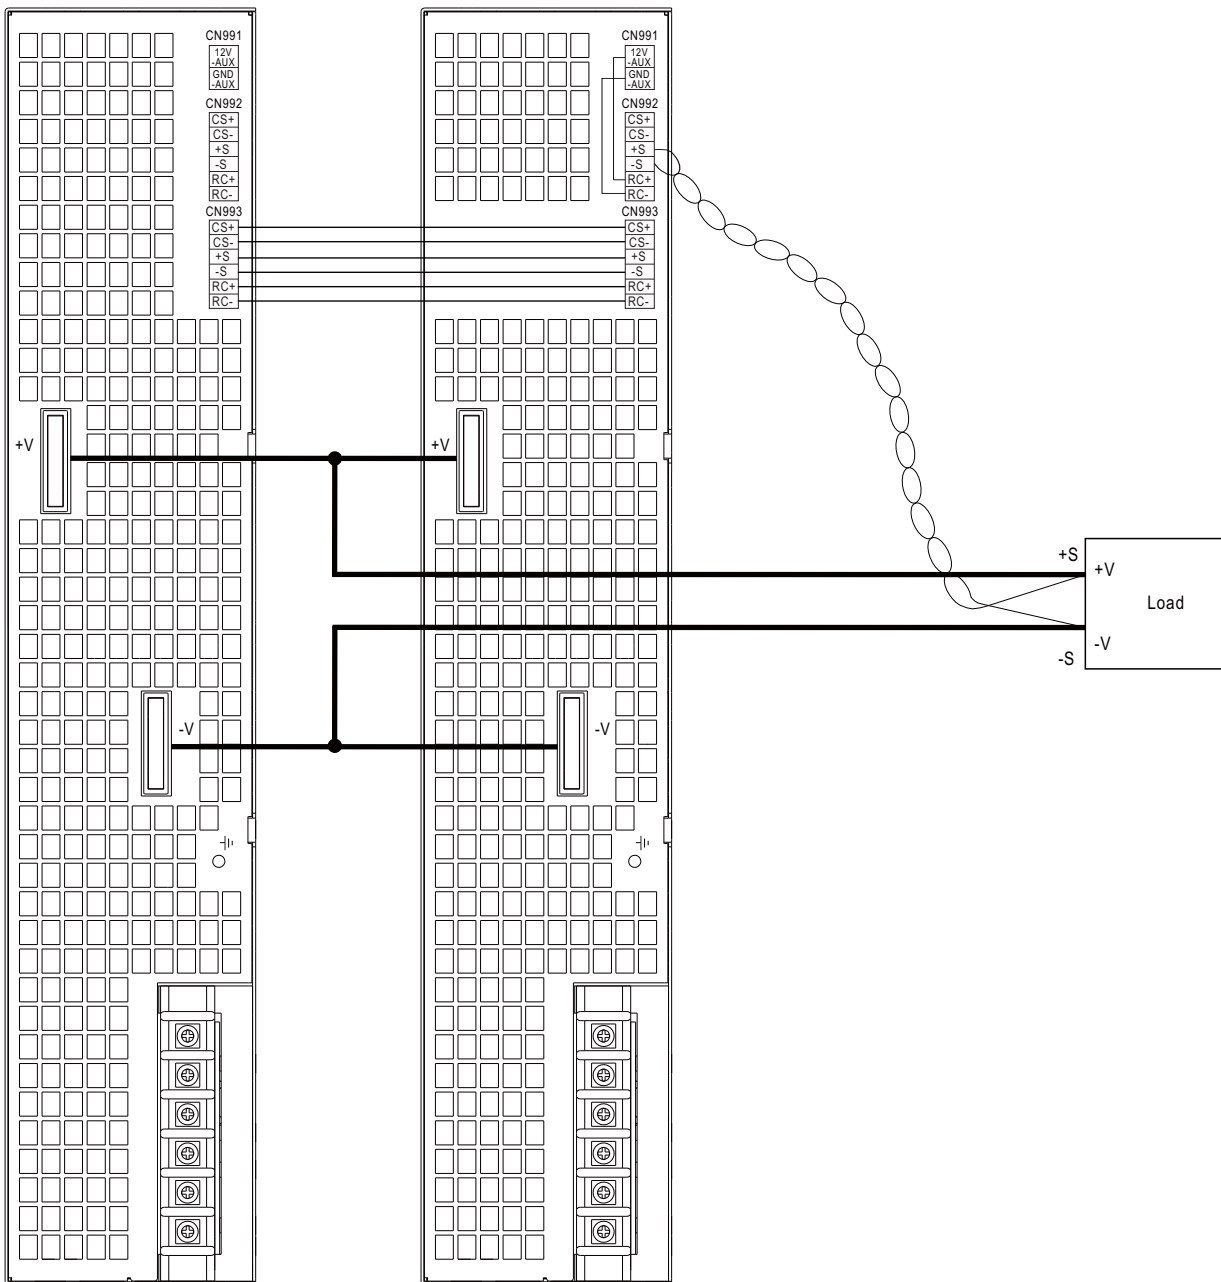 CN991
12V
-AUX
GND
-AUX
CN992
CS+
CS-
+S
-S
RC+
RC-
CN993
CS+
CS-
+S
-S
RC+
RC-
+V
-V
CN991
12V
-AUX
GND
-AUX
CN992
CS+
CS-
+S
-S
RC+
RC-
CN993
CS+
CS-
+S
-S
RC+
RC-
+V
-V
+S
+V
Load
-V
-S